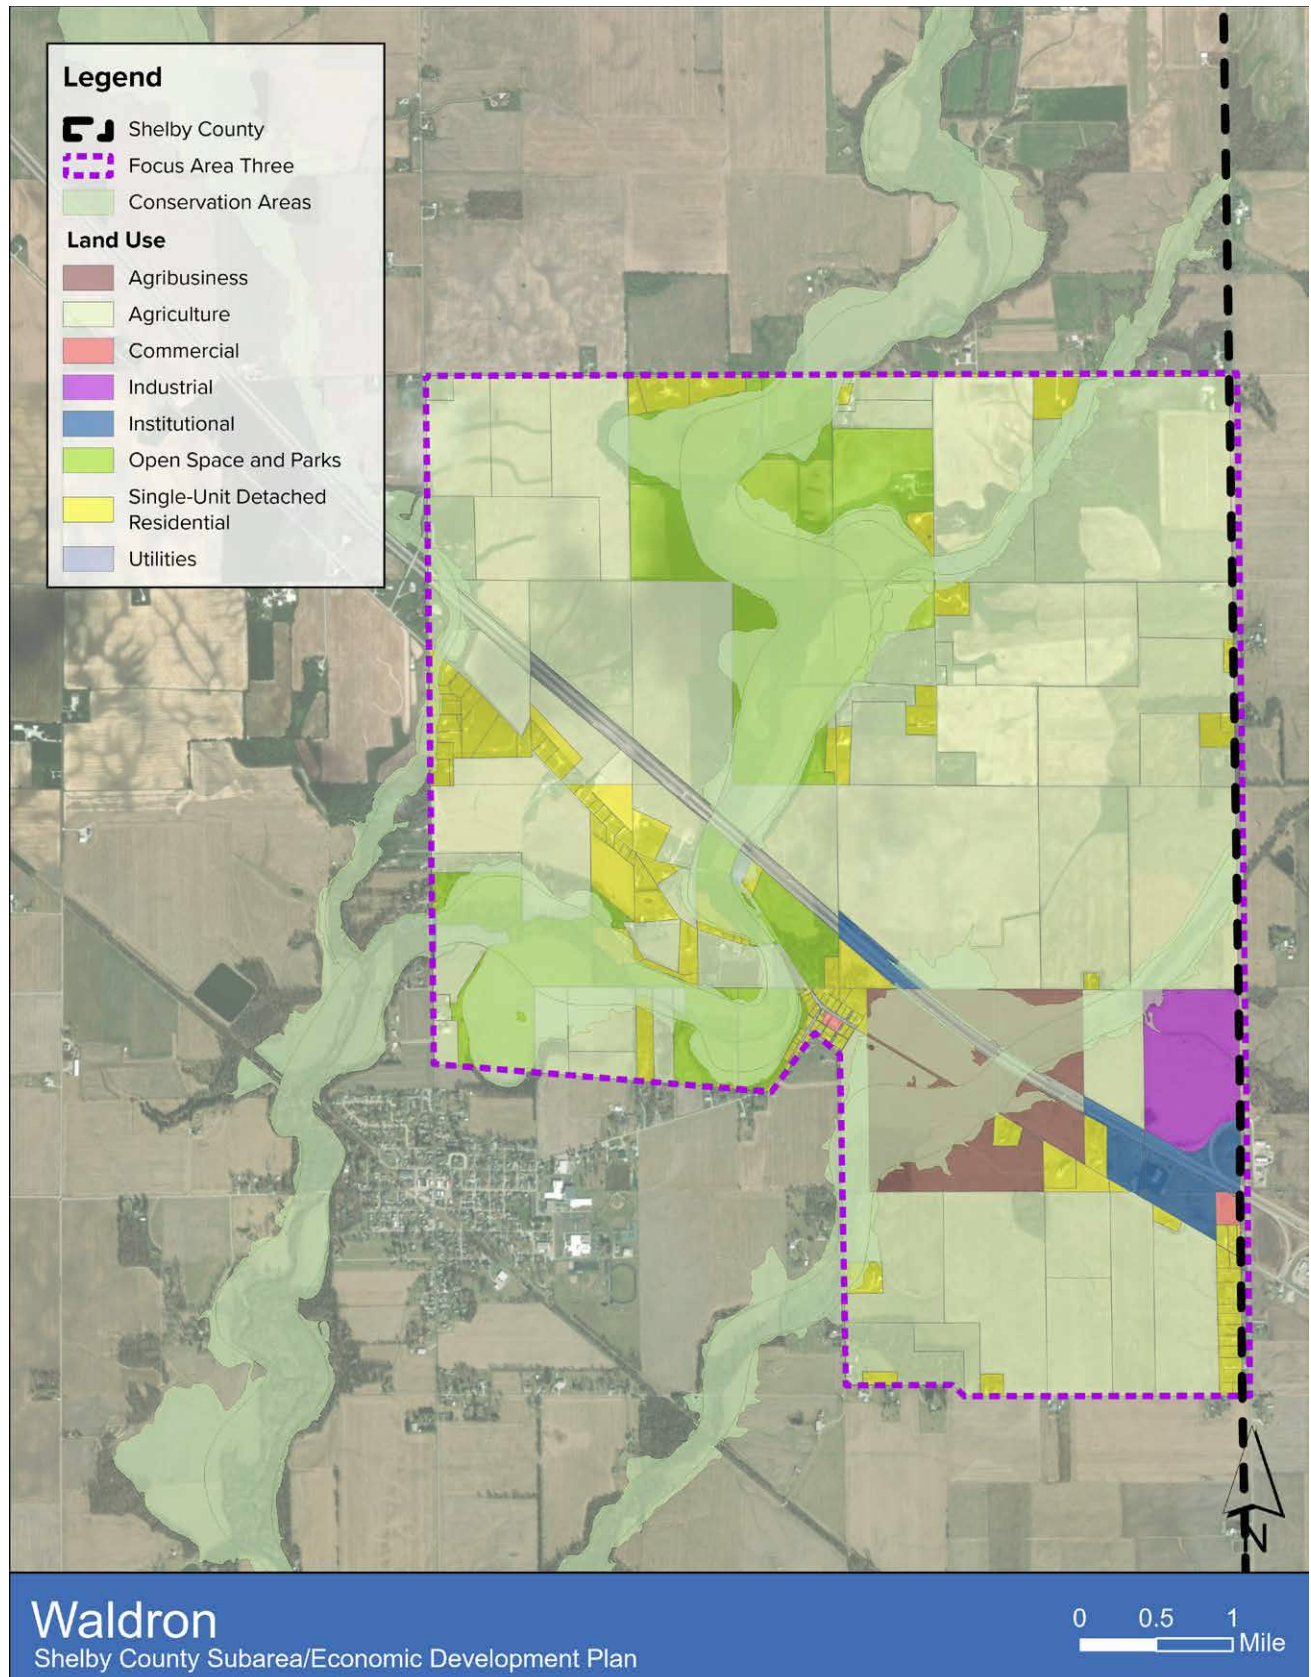 Legend
Shelby County
Focus Area Three
Conservation Areas
Land Use
Agribusiness
Agriculture
Commercial
Industrial
Institutional
Open Space and Parks
Single-Unit Detached
Residential
Utilities
N
Waldron
Shelby County Subarea/Economic Development Plan
0 0.5 1
Mile